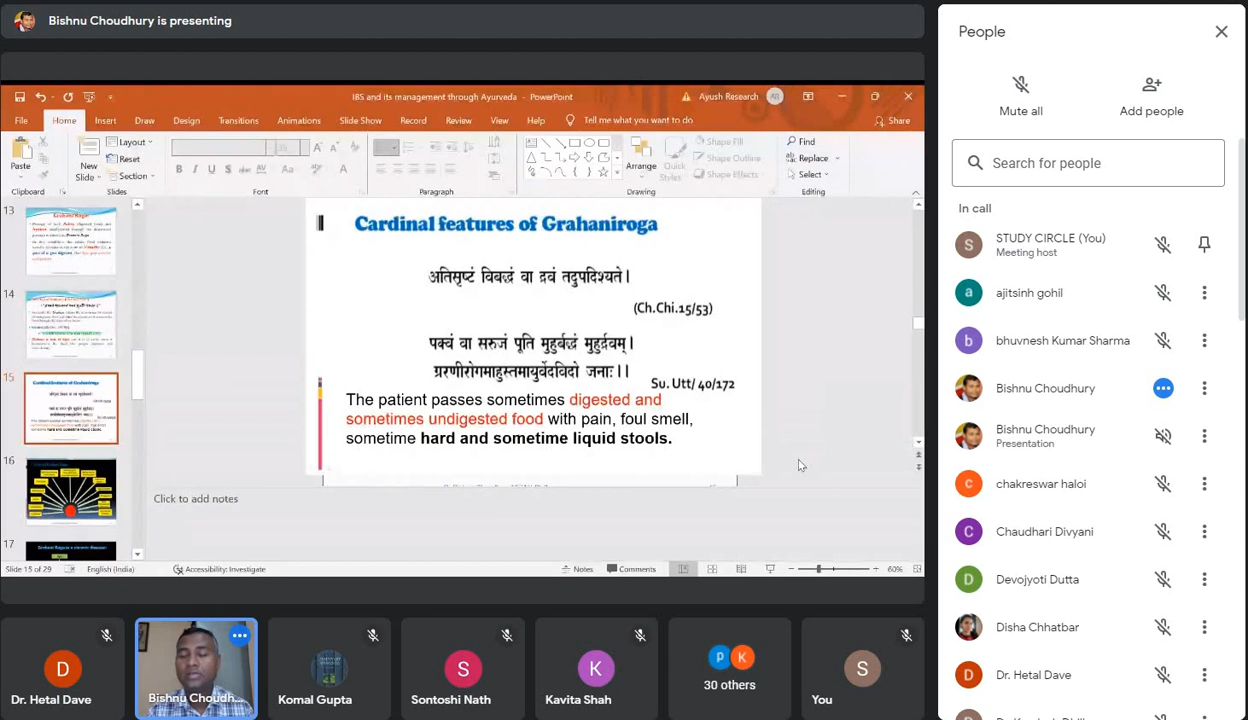 Bishnu Choudhury is presenting
IBS and its management through Ayurveda - PowerPoint
Ayush Research
AR
File Home Insert Draw Design Transitions Animations Slide Show Record Review View Help Tell me what you want to do Share
Paste
New
Slide
Layout
Reset
Section
Arrange
Quick
Styles
Shape Fill
Shape Outline
Shape Effects
Find
Replace
Select
Clipboard
Slides
Font
Paragraph
Drawing
Editing
13
14
15
16
17
Cardinal features of Grahaniroga
अतिसृष्टं विबद्धं वा द्रवं तदुपदिश्यते।
(Ch.Chi.15/53)
पक्वं वा सरुजं पूति मुहुर्बद्धं मुहुर्द्रवम्।
ग्ररणीरोगमाहुस्तमायुर्वेदविदो जनाः।।
Su. Utt/ 40/172
The patient passes sometimes digested and
sometimes undigested food with pain, foul smell,
sometime hard and sometime liquid stools.
Click to add notes
Slide 15 of 29
English (India)
Accessibility: Investigate
Notes
Comments
60%
D
Dr. Hetal Dave
Bishnu Choudh...
Komal Gupta
S
Sontoshi Nath
K
Kavita Shah
P K
30 others
S
You
People
Mute all
Add people
Search for people
In call
S
STUDY CIRCLE (You)
Meeting host
a
ajitsinh gohil
b
bhuvnesh Kumar Sharma
Bishnu Choudhury
Bishnu Choudhury
Presentation
c
chakreswar haloi
C
Chaudhari Divyani
D
Devojyoti Dutta
Disha Chhatbar
D
Dr. Hetal Dave